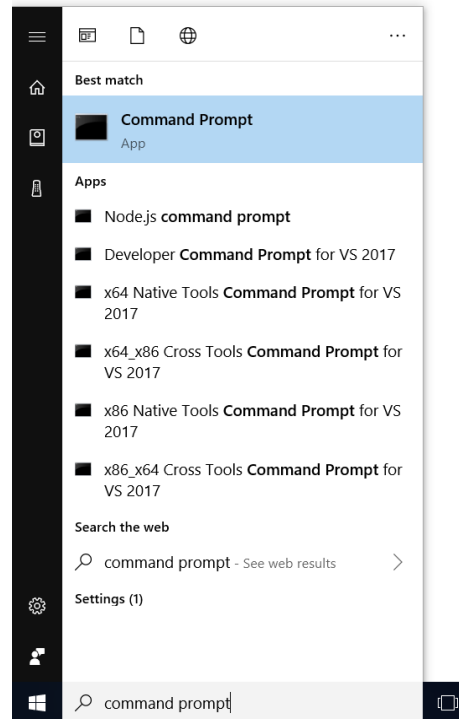 Best match
Command Prompt
App
Apps
Node.js command prompt
Developer Command Prompt for VS 2017
x64 Native Tools Command Prompt for VS
2017
x64_x86 Cross Tools Command Prompt for
VS 2017
x86 Native Tools Command Prompt for VS
2017
x86_x64 Cross Tools Command Prompt for
VS 2017
Search the web
command prompt - See web results
Settings (1)
command prompt